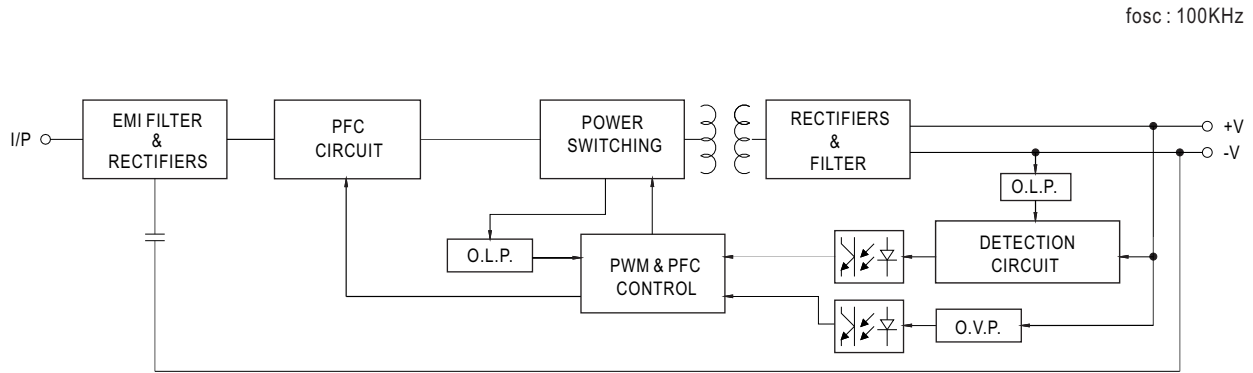 fosc : 100KHz
I/P
EMI FILTER
&
RECTIFIERS
PFC
CIRCUIT
POWER
SWITCHING
RECTIFIERS
&
FILTER
+V
-V
O.L.P.
O.L.P.
PWM & PFC
CONTROL
DETECTION
CIRCUIT
O.V.P.